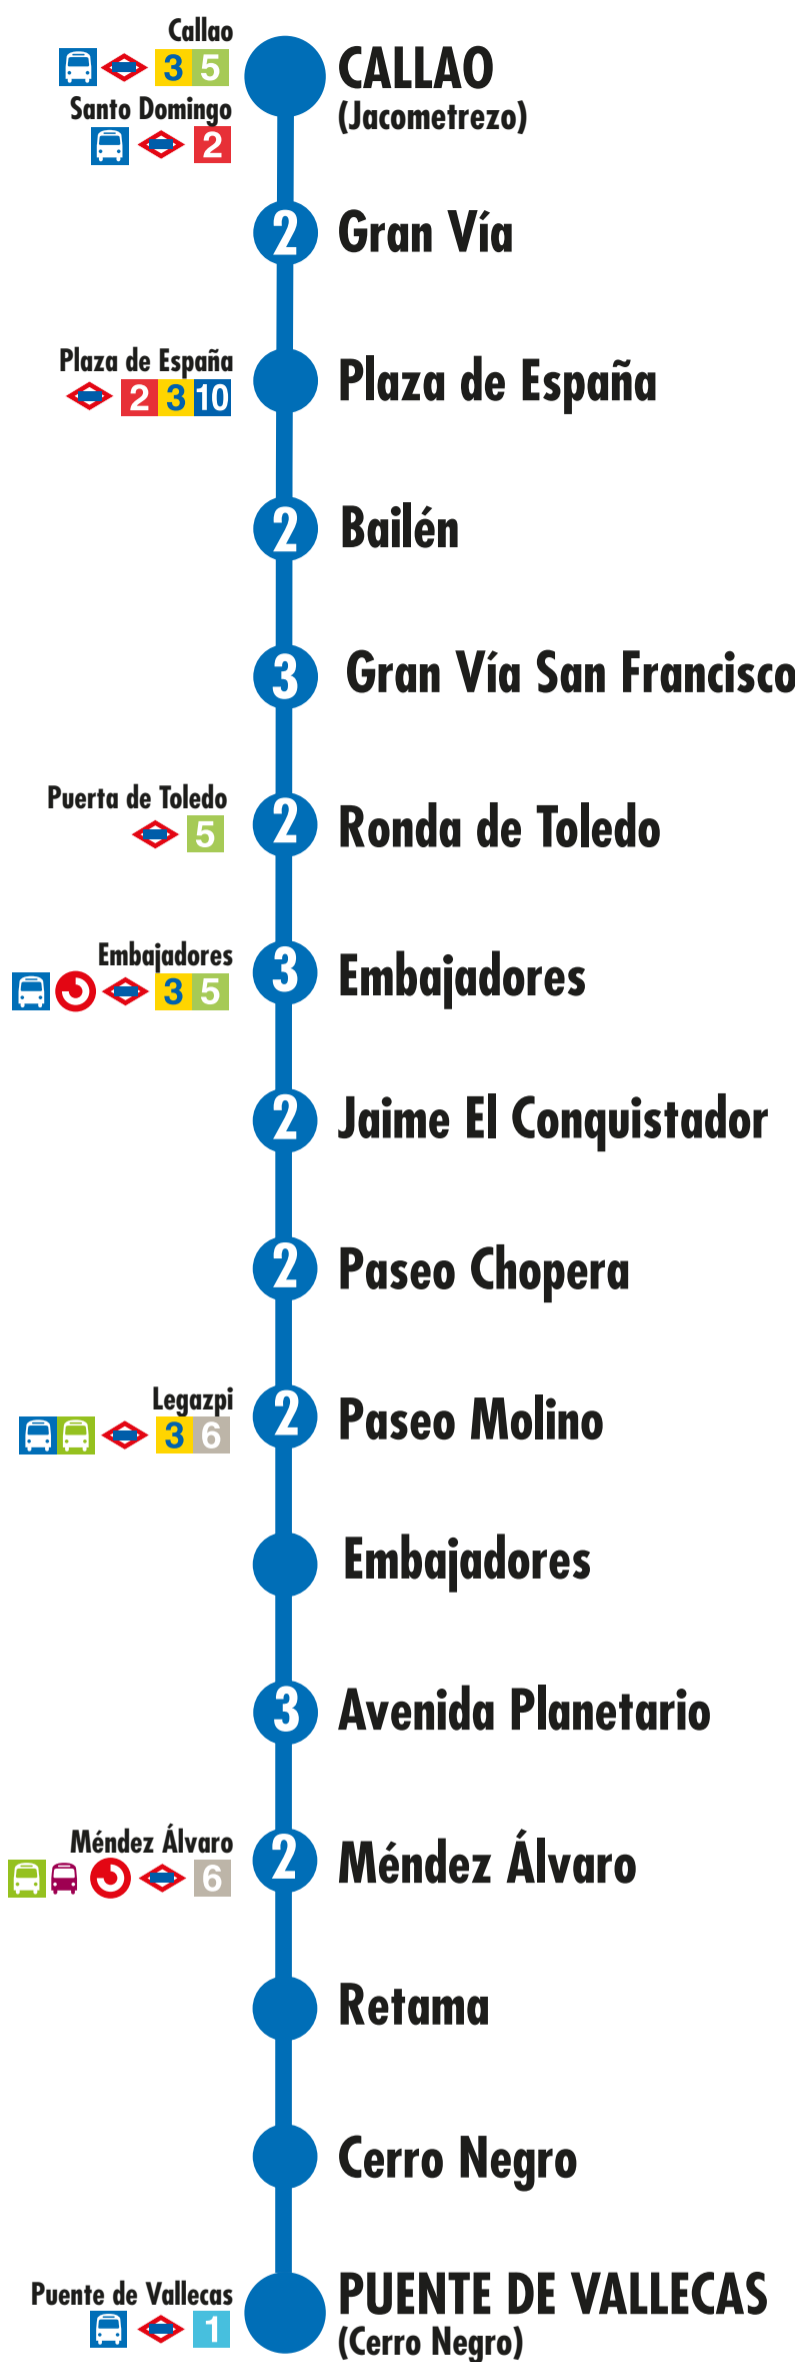 Callao
3 5
CALLAO
(Jacometrezo)
Santo Domingo
2
2 Gran Vía
Plaza de España
2 3 10
Plaza de España
2 Bailén
3 Gran Vía San Francisco
Puerta de Toledo
5
2 Ronda de Toledo
Embajadores
3 5
3 Embajadores
2 Jaime El Conquistador
2 Paseo Chopera
Legazpi
3 6
2 Paseo Molino
Embajadores
3 Avenida Planetario
Méndez Álvaro
6
2 Méndez Álvaro
Retama
Cerro Negro
Puente de Vallecas
1
PUENTE DE VALLECAS
(Cerro Negro)